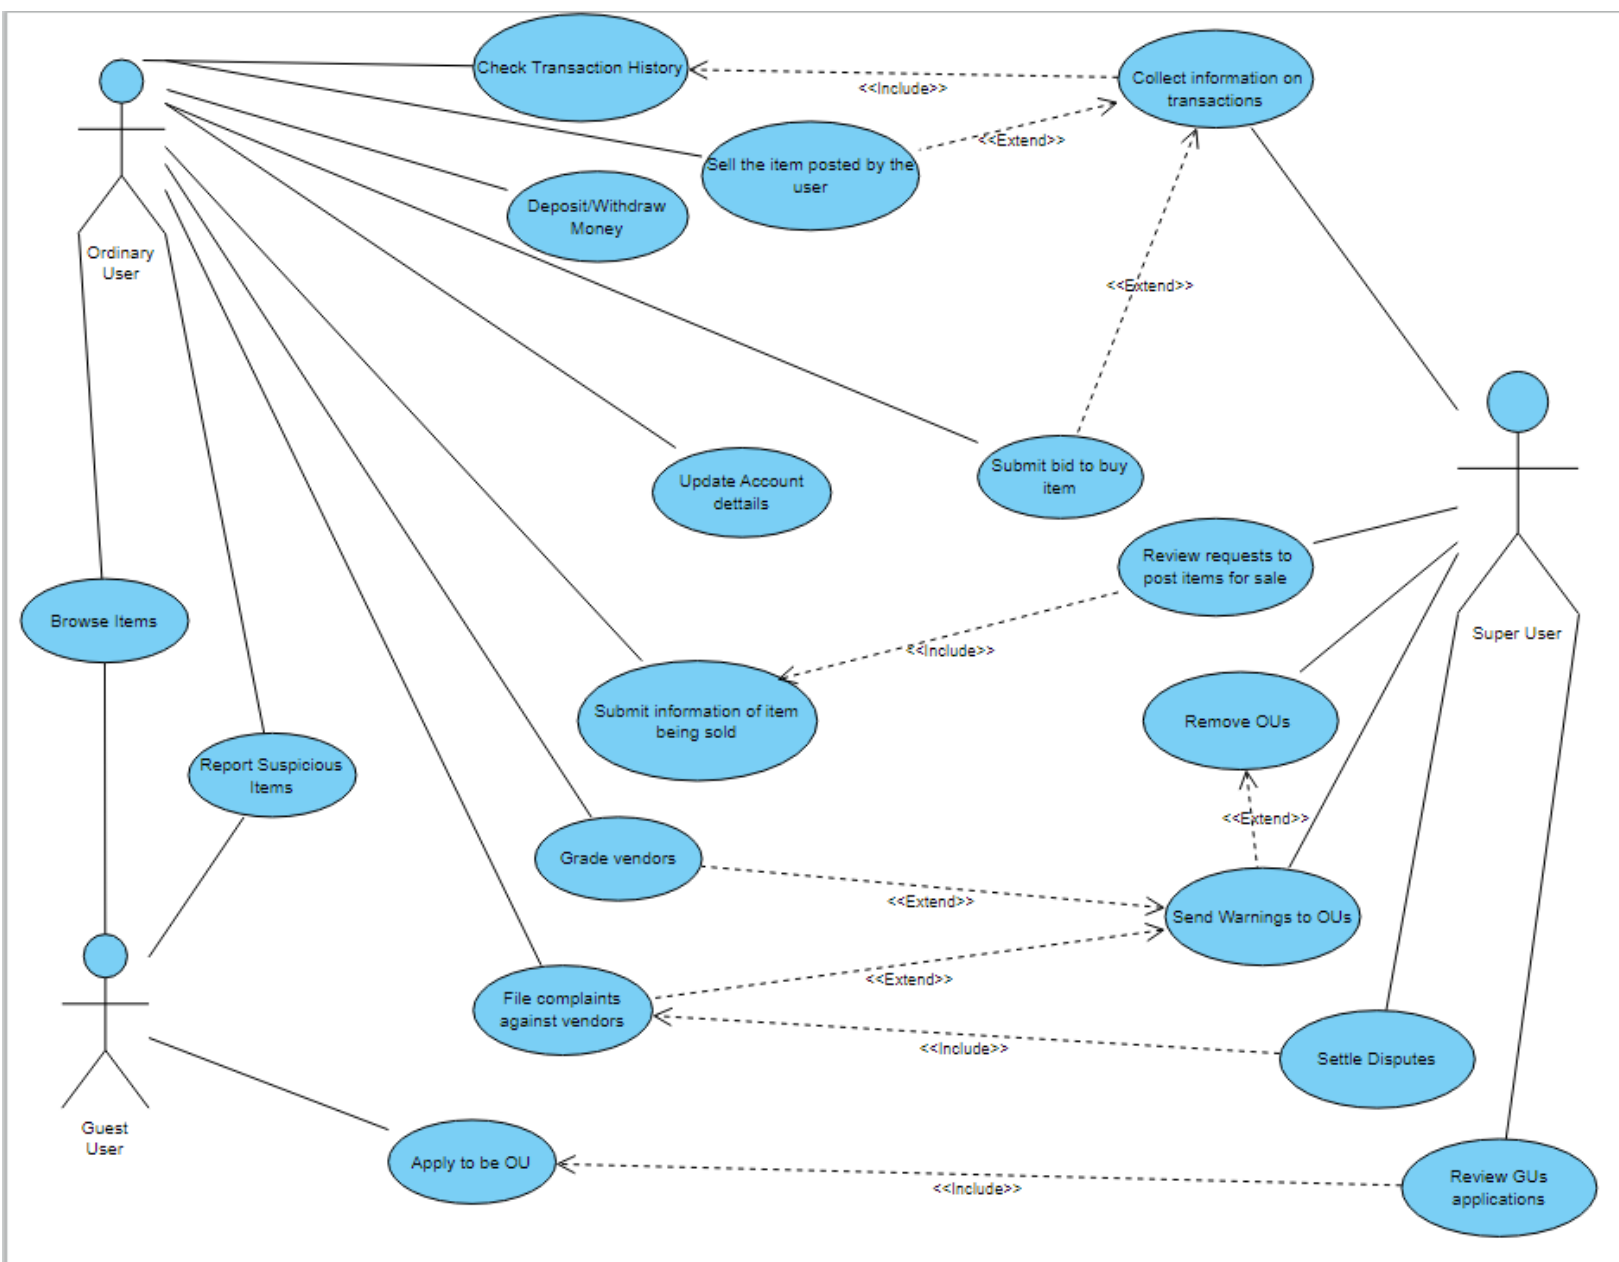 Check Transaction History
Collect information on
transactions
<<Include>>
<<Extend>>
Sell the item posted by the
user
Deposit/Withdraw
Money
Ordinary
User
<<Extend>>
Submit bid to buy
item
Update Account
dettails
Review requests to
post items for sale
Browse Items
Super User
<<Include>>
Submit information of item
being sold
Remove OUs
Report Suspicious
Items
<<Extend>>
Grade vendors
<<Extend>>
Send Warnings to OUs
<<Extend>>
File complaints
against vendors
<<Include>>
Settle Disputes
Guest
User
Apply to be OU
<<Include>>
Review GUs
applications